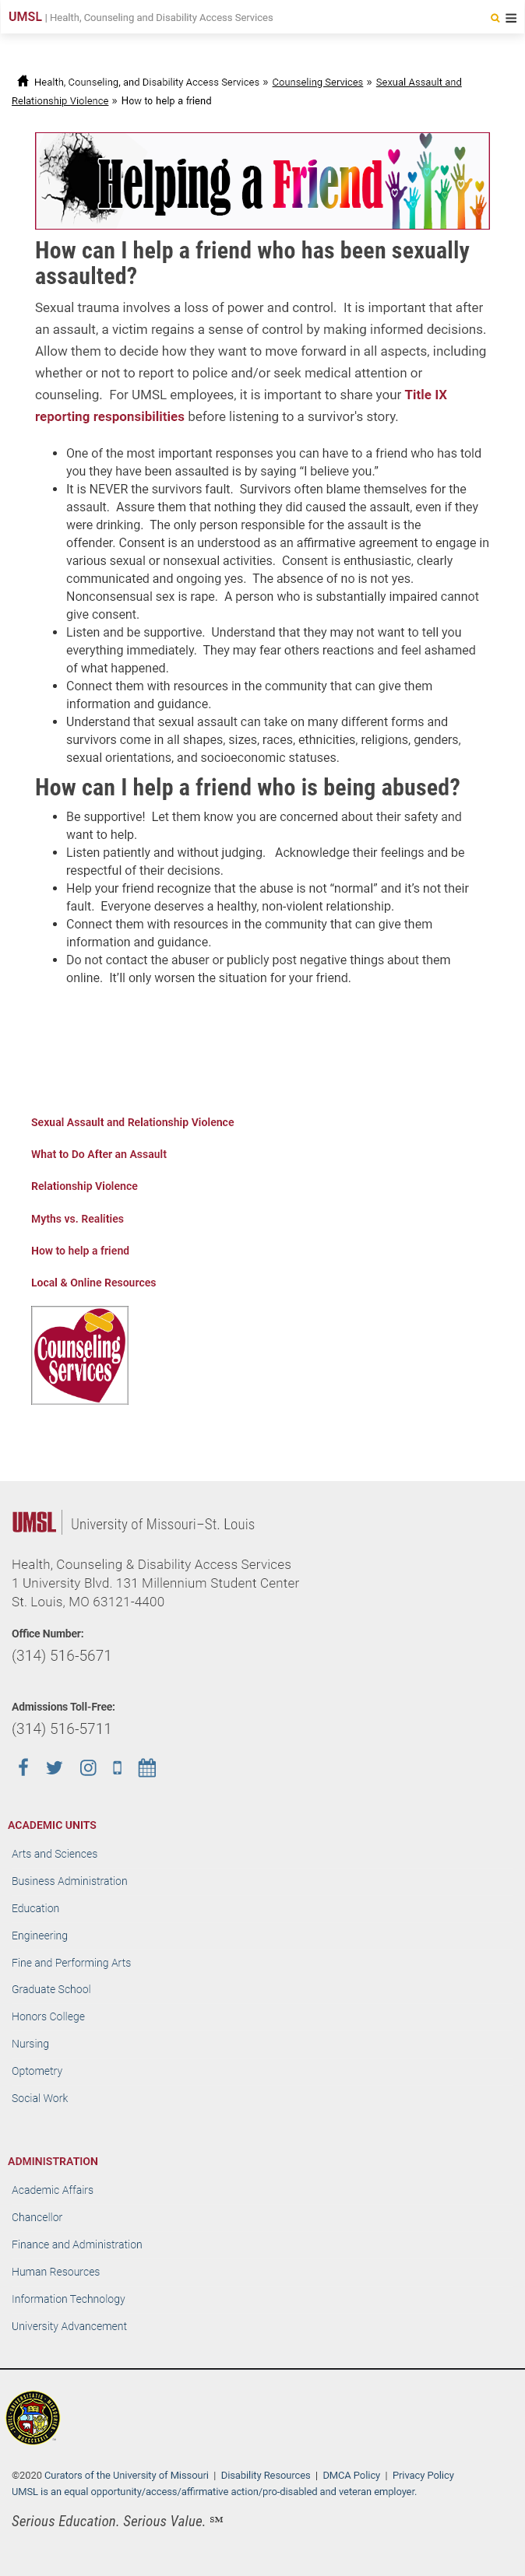 UMSL | Health, Counseling and Disability Access Services
Health, Counseling, and Disability Access Services » Counseling Services » Sexual Assault and
Relationship Violence » How to help a friend
Helping a Friend
How can I help a friend who has been sexually
assaulted?
Sexual trauma involves a loss of power and control.  It is important that after
an assault, a victim regains a sense of control by making informed decisions.
Allow them to decide how they want to move forward in all aspects, including
whether or not to report to police and/or seek medical attention or
counseling.  For UMSL employees, it is important to share your Title IX
reporting responsibilities before listening to a survivor's story.
• One of the most important responses you can have to a friend who has told
you they have been assaulted is by saying “I believe you.”
• It is NEVER the survivors fault.  Survivors often blame themselves for the
assault.  Assure them that nothing they did caused the assault, even if they
were drinking.  The only person responsible for the assault is the
offender. Consent is an understood as an affirmative agreement to engage in
various sexual or nonsexual activities.  Consent is enthusiastic, clearly
communicated and ongoing yes.  The absence of no is not yes.
Nonconsensual sex is rape.  A person who is substantially impaired cannot
give consent.
• Listen and be supportive.  Understand that they may not want to tell you
everything immediately.  They may fear others reactions and feel ashamed
of what happened.
• Connect them with resources in the community that can give them
information and guidance.
• Understand that sexual assault can take on many different forms and
survivors come in all shapes, sizes, races, ethnicities, religions, genders,
sexual orientations, and socioeconomic statuses.
How can I help a friend who is being abused?
• Be supportive!  Let them know you are concerned about their safety and
want to help.
• Listen patiently and without judging.   Acknowledge their feelings and be
respectful of their decisions.
• Help your friend recognize that the abuse is not “normal” and it’s not their
fault.  Everyone deserves a healthy, non-violent relationship.
• Connect them with resources in the community that can give them
information and guidance.
• Do not contact the abuser or publicly post negative things about them
online.  It’ll only worsen the situation for your friend.
Sexual Assault and Relationship Violence
What to Do After an Assault
Relationship Violence
Myths vs. Realities
How to help a friend
Local & Online Resources
Counseling
Services
UMSL | University of Missouri–St. Louis
Health, Counseling & Disability Access Services
1 University Blvd. 131 Millennium Student Center
St. Louis, MO 63121-4400
Office Number:
(314) 516-5671
Admissions Toll-Free:
(314) 516-5711
ACADEMIC UNITS
Arts and Sciences
Business Administration
Education
Engineering
Fine and Performing Arts
Graduate School
Honors College
Nursing
Optometry
Social Work
ADMINISTRATION
Academic Affairs
Chancellor
Finance and Administration
Human Resources
Information Technology
University Advancement
©2020 Curators of the University of Missouri | Disability Resources | DMCA Policy | Privacy Policy
UMSL is an equal opportunity/access/affirmative action/pro-disabled and veteran employer.
Serious Education. Serious Value. ℠